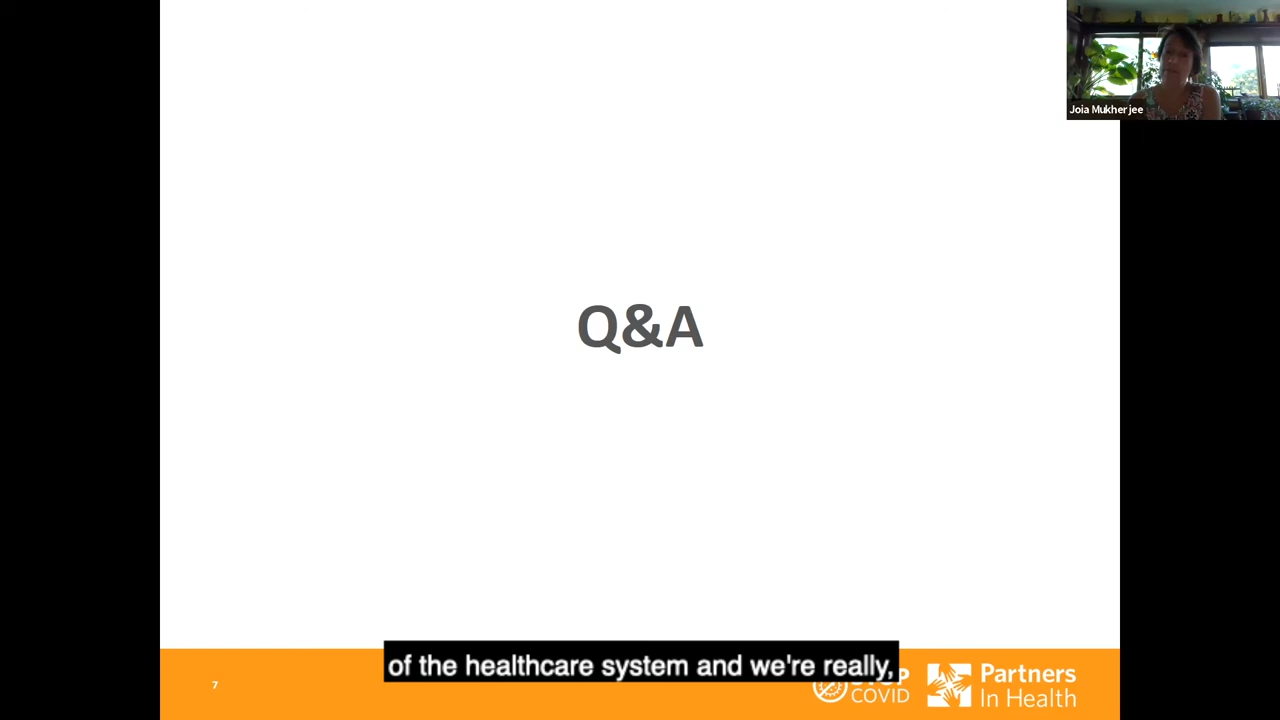 Joia Mukherjee
Q&A
of the healthcare system and we're really,
7
COVID
Partners
In Health